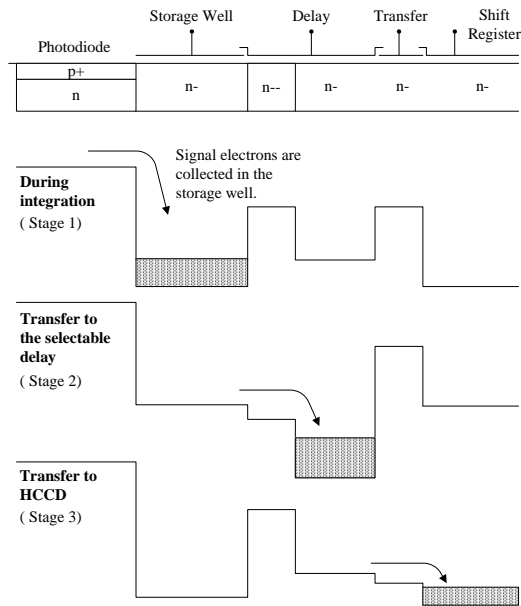 Storage Well Delay Transfer Shift
Register
Photodiode
p+
n
n- n-- n- n- n-
Signal electrons are
collected in the
storage well.
During
integration
( Stage 1)
Transfer to
the selectable
delay
( Stage 2)
Transfer to
HCCD
( Stage 3)